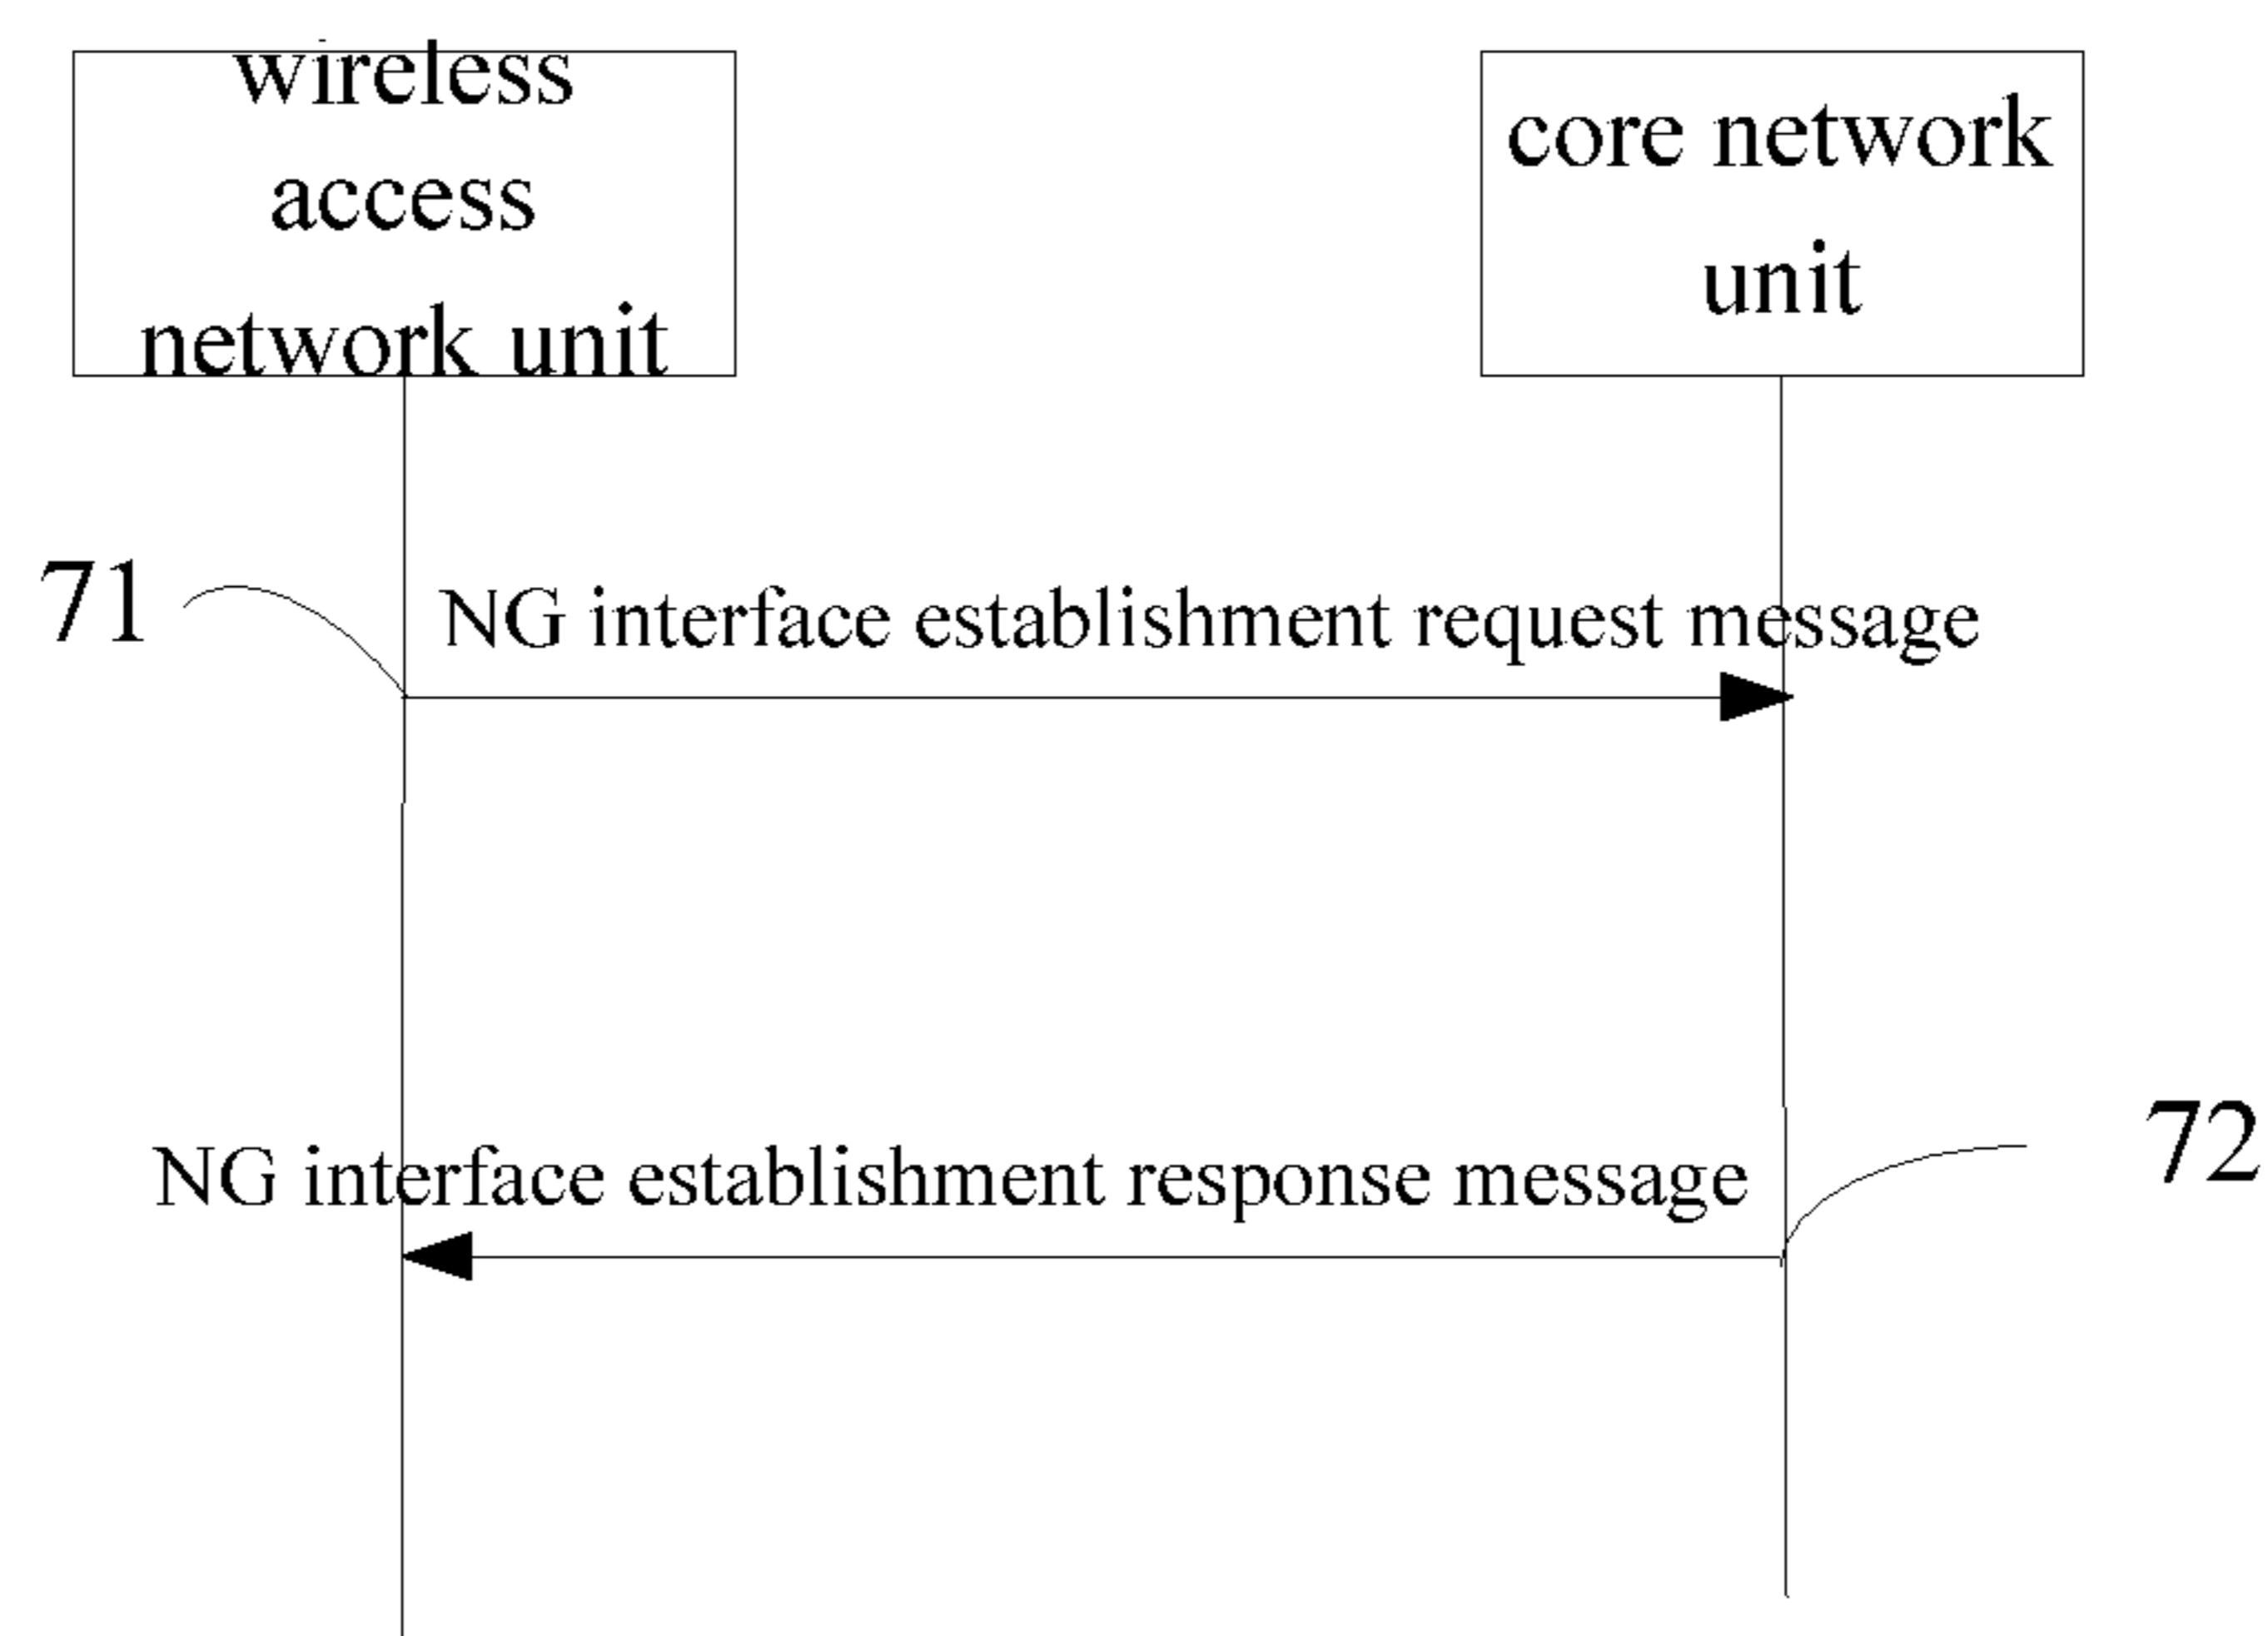 wireless
access
network unit
core network
unit
71
NG interface establishment request message
NG interface establishment response message
72